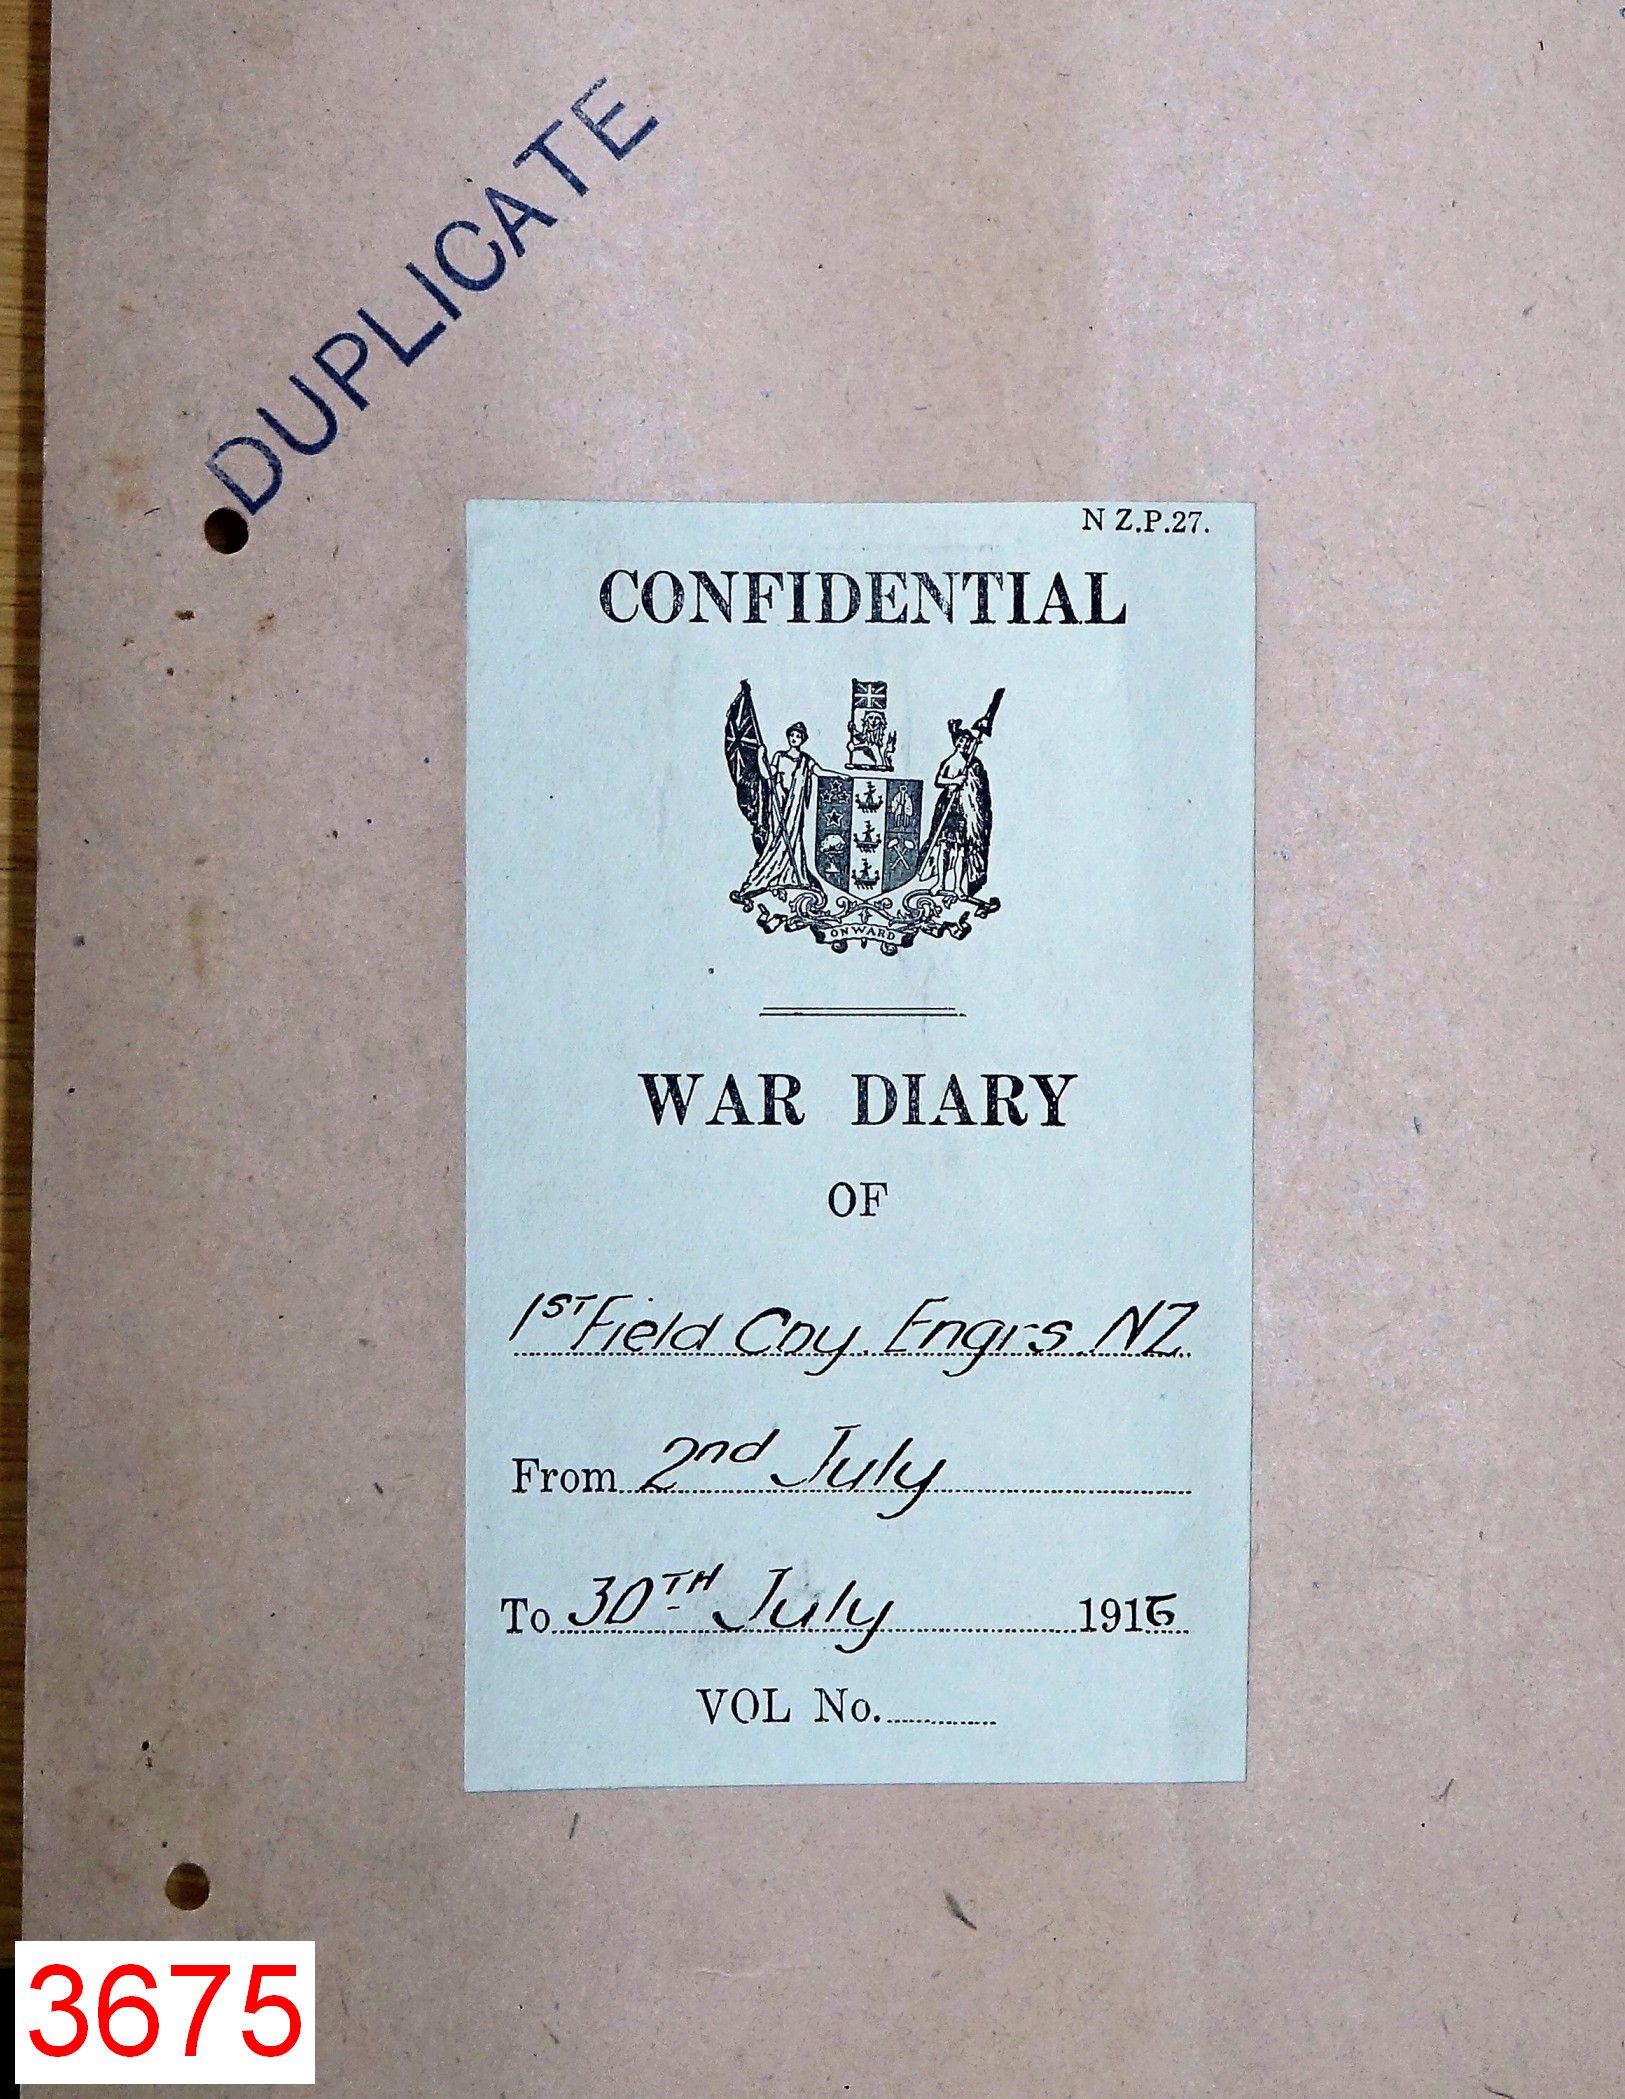 DUPLICATE
N Z.P.27.
CONFIDENTIAL
ONWARD
WAR DIARY
OF
1ST Field Coy. Engrs. NZ.
From 2nd July
To 30TH July 1915
VOL No.
3675